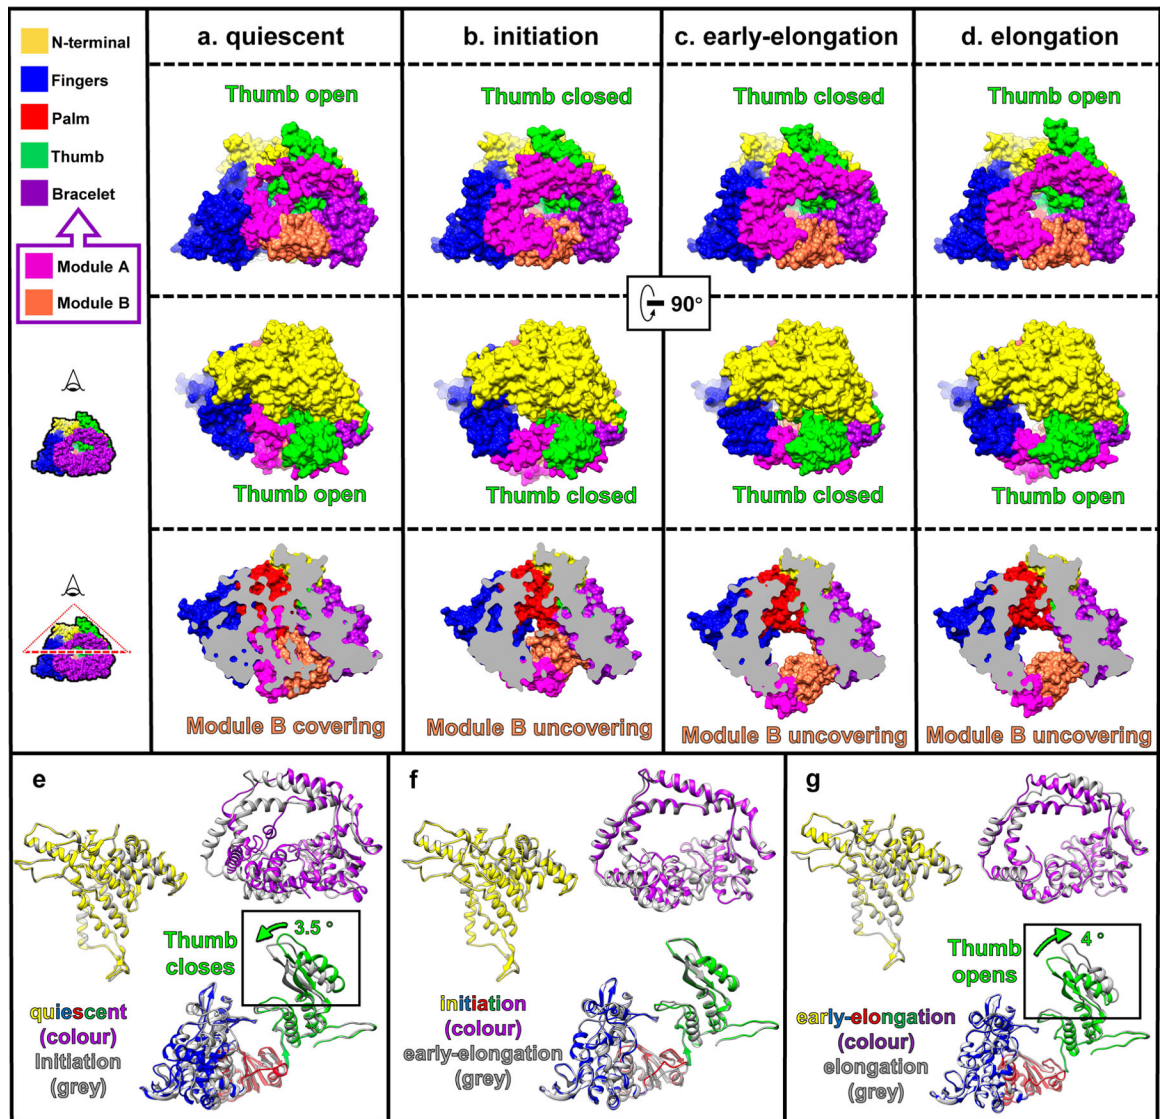 N-terminal
Fingers
Palm
Thumb
Bracelet
Module A
Module B
a. quiescent
b. initiation
c. early-elongation
d. elongation
Thumb open
Thumb closed
Thumb closed
Thumb open
90°
Thumb open
Thumb closed
Thumb closed
Thumb open
Module B covering
Module B uncovering
Module B uncovering
Module B uncovering
e
3.5 °
Thumb
closes
quiescent
(colour)
Initiation
(grey)
f
initiation
(colour)
early-elongation
(grey)
g
4 °
Thumb
opens
early-elongation
(colour)
elongation
(grey)